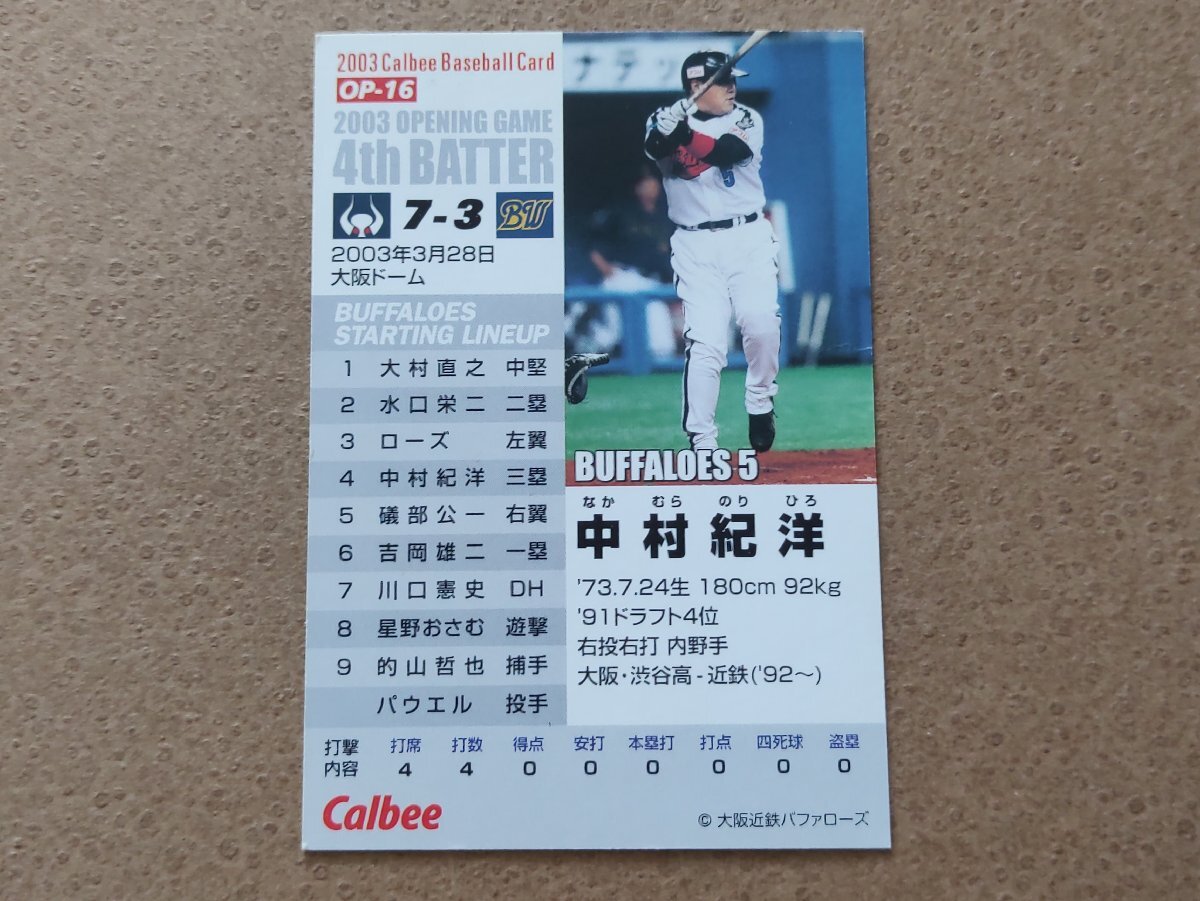 2003 Calbee Baseball Card
OP-16
2003 OPENING GAME
4th BATTER
7-3 BW
2003年3月28日
大阪ドーム
BUFFALOES
STARTING LINEUP
1 大村直之 中堅
2 水口栄二 二塁
3 ローズ 左翼
4 中村紀洋 三塁
5 礒部公一 右翼
6 吉岡雄二 一塁
7 川口憲史 DH
8 星野おさむ 遊撃
9 的山哲也 捕手
パウエル 投手
ナテッ
5
BUFFALOES 5
なか むら のり ひろ
中村紀洋
'73.7.24生 180cm 92kg
'91ドラフト4位
右投右打 内野手
大阪・渋谷高-近鉄('92〜)
打撃内容 打席 打数 得点 安打 本塁打 打点 四死球 盗塁
4 4 0 0 0 0 0 0
Calbee
© 大阪近鉄バファローズ